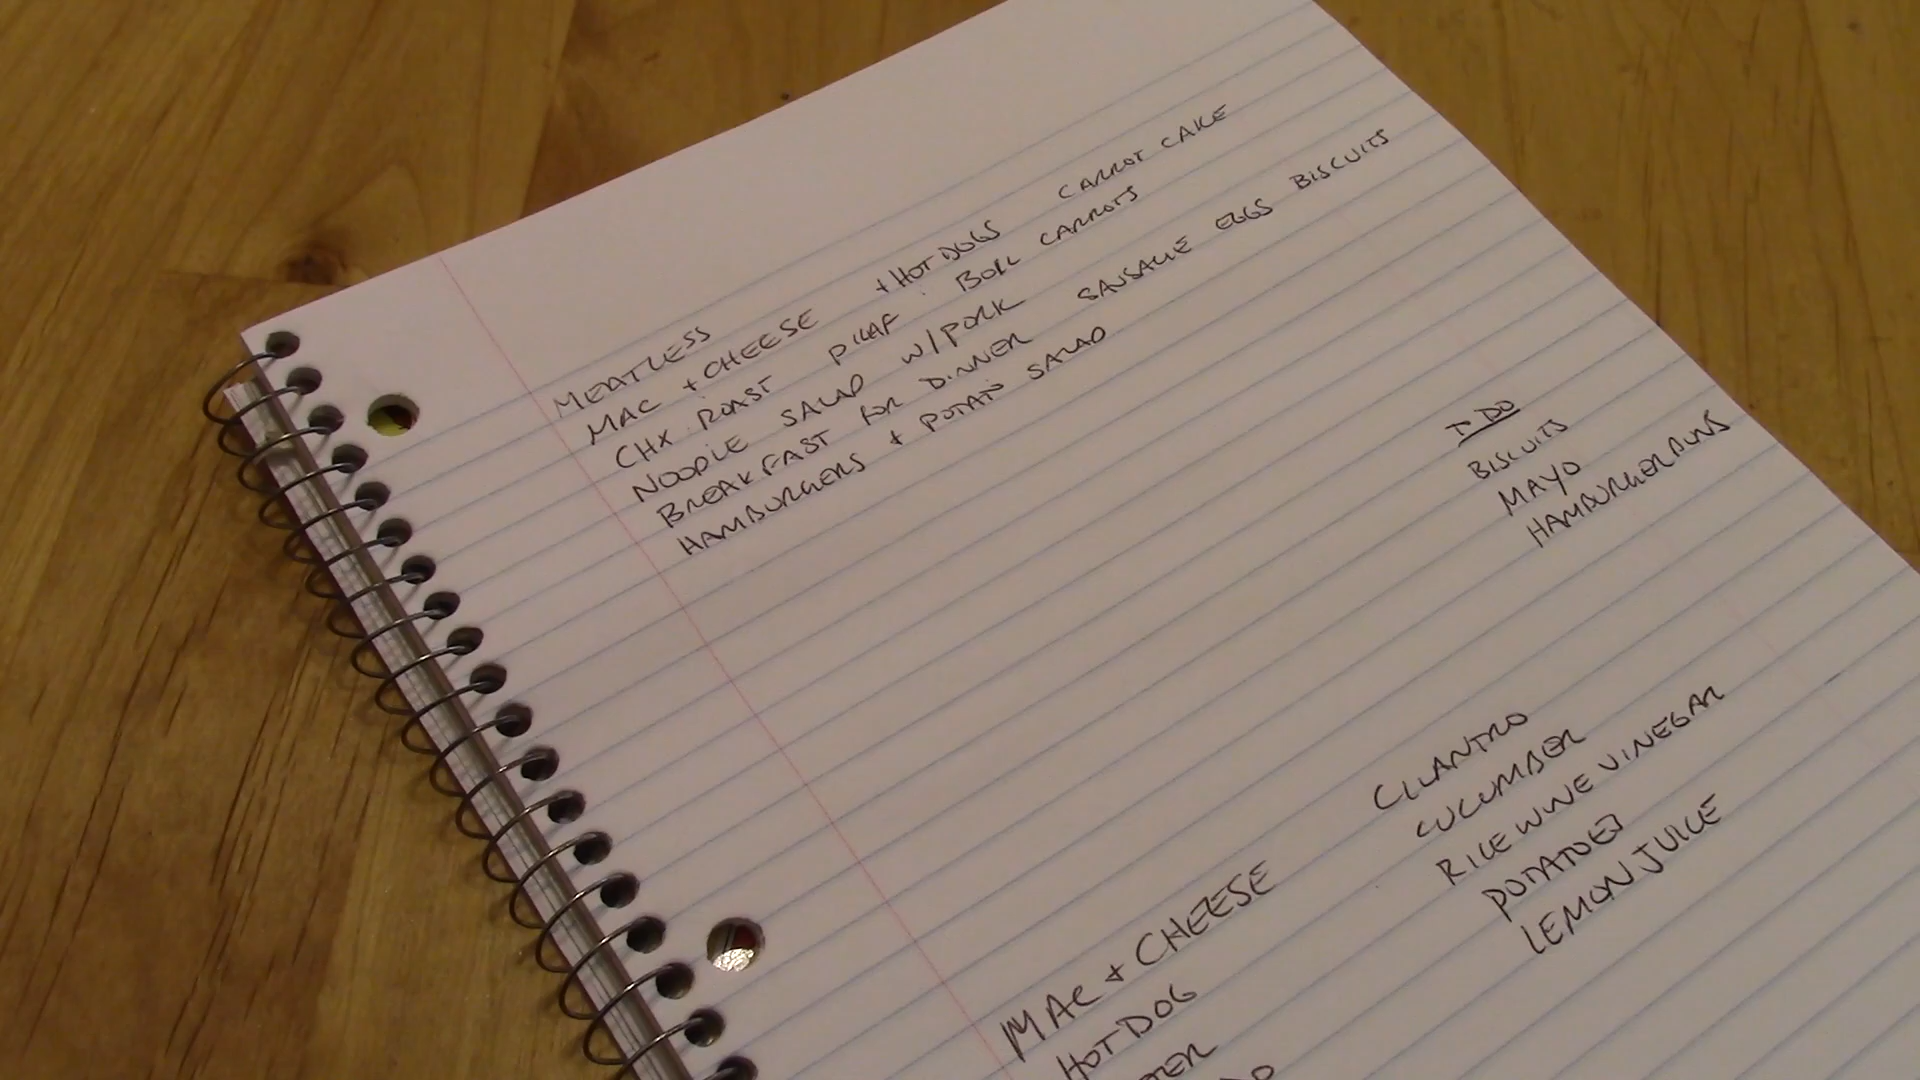 MEATLESS
MAC + CHEESE + HOT DOGS CARROT CAKE
CHX ROAST PILAF BOIL CARROTS
NOODLE SALAD W/PORK
BREAKFAST FOR DINNER SAUSAGE EGGS BISCUITS
HAMBURGERS + POTATO SALAD
TO DO
BISCUITS
MAYO
HAMBURGER BUNS
CILANTRO
CUCUMBER
RICE WINE VINEGAR
POTATOES
LEMON JUICE
MAC + CHEESE
HOT DOG